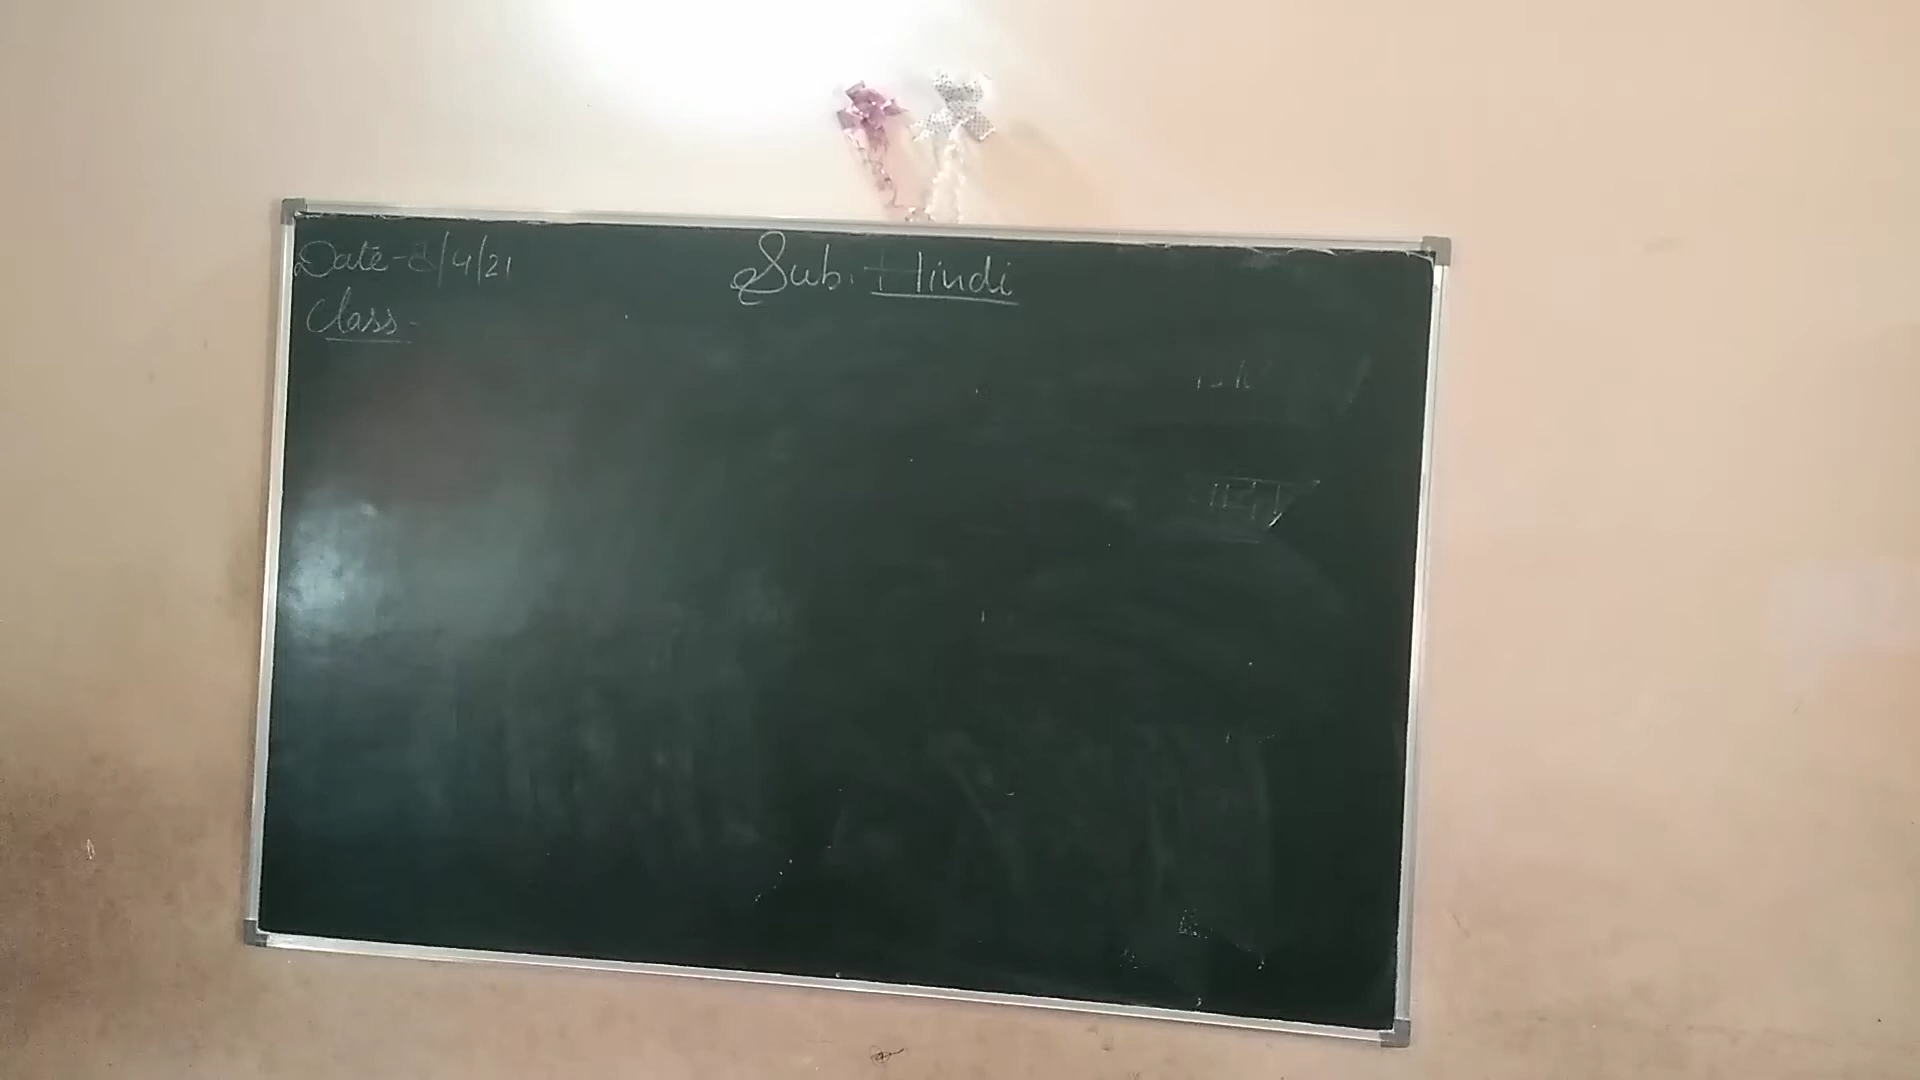 Date-8/4/21
Sub. Hindi
Class-